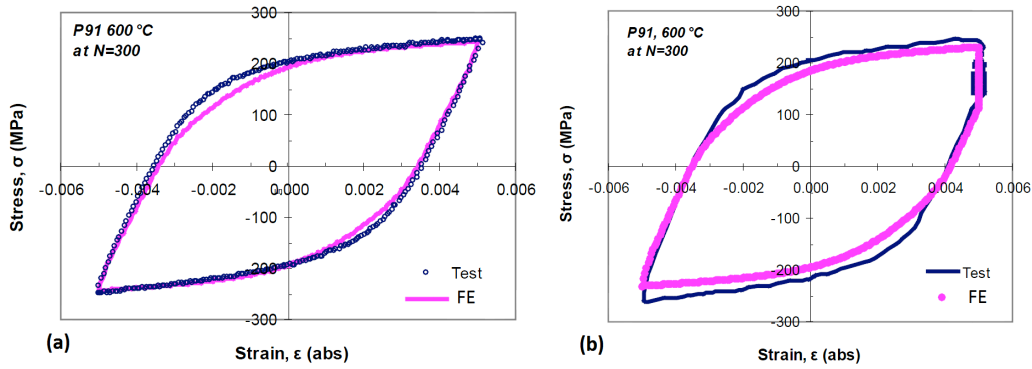 P91 600 °C
at N=300
300
200
100
0
-100
-200
-300
-0.006
-0.004
-0.002
0.000
0.002
0.004
0.006
Stress, σ (MPa)
Strain, ε (abs)
Test
FE
(a)
P91, 600 °C
at N=300
300
200
100
0
-100
-200
-300
-0.006
-0.004
-0.002
0.000
0.002
0.004
0.006
Stress, σ (MPa)
Strain, ε (abs)
Test
FE
(b)